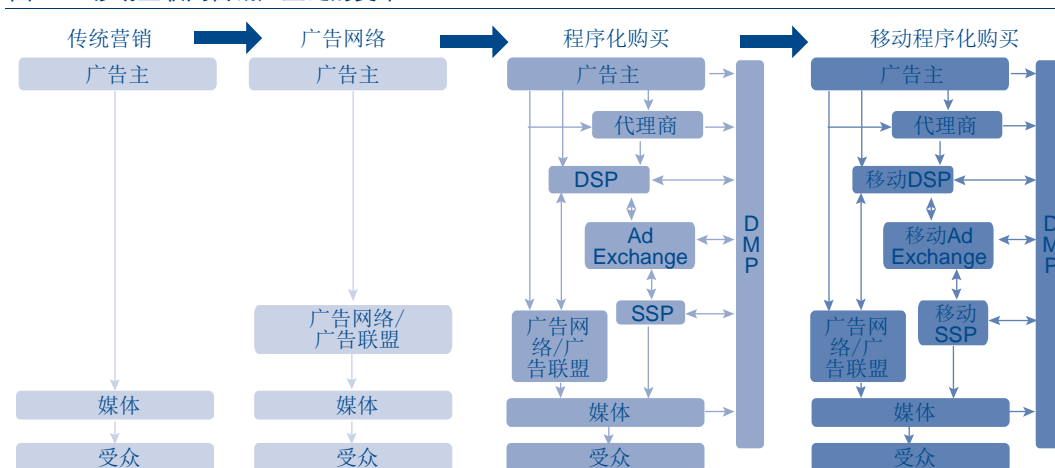 传统营销
广告网络
程序化购买
移动程序化购买
广告主
媒体
受众
广告主
广告网络/
广告联盟
媒体
受众
广告主
代理商
DSP
Ad
Exchange
SSP
广告网
络/广
告联盟
媒体
受众
D
M
P
广告主
代理商
移动DSP
移动Ad
Exchange
移动
SSP
广告网
络/广
告联盟
媒体
受众
D
M
P